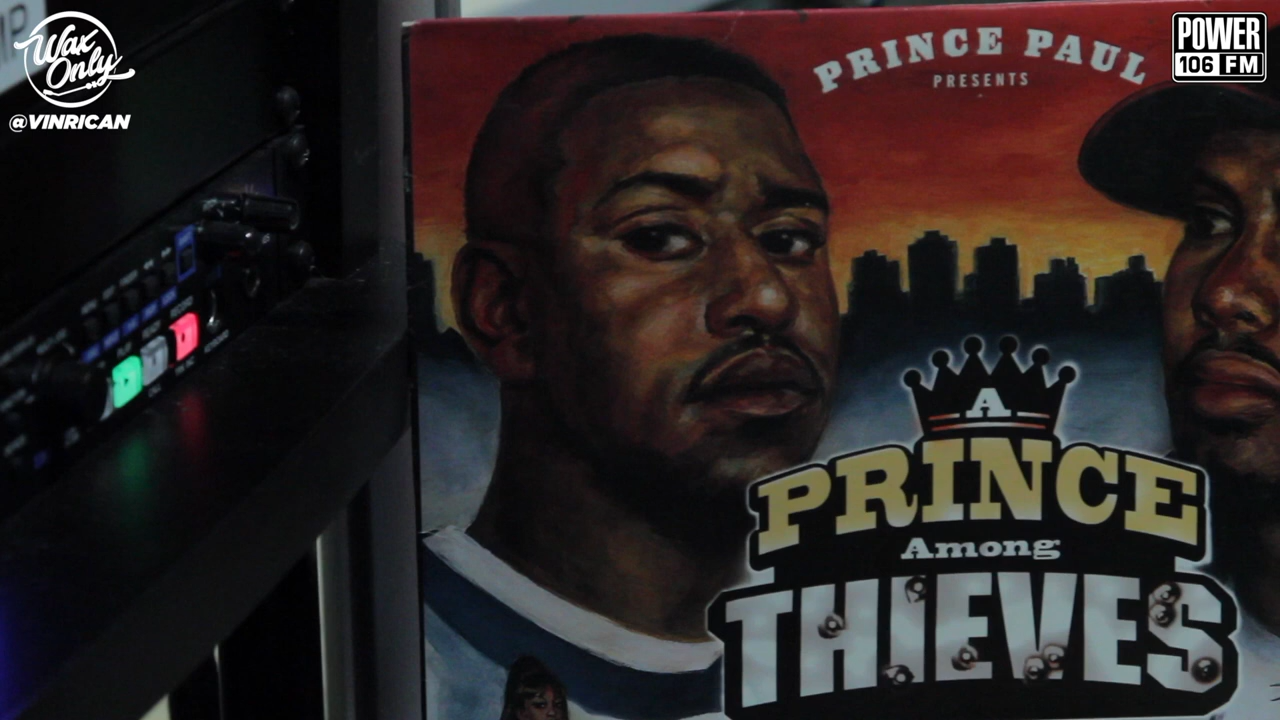 Wax
Only
@VINRICAN
POWER
106 FM
PRINCE PAUL
PRESENTS
A
PRINCE
Among
THIEVES